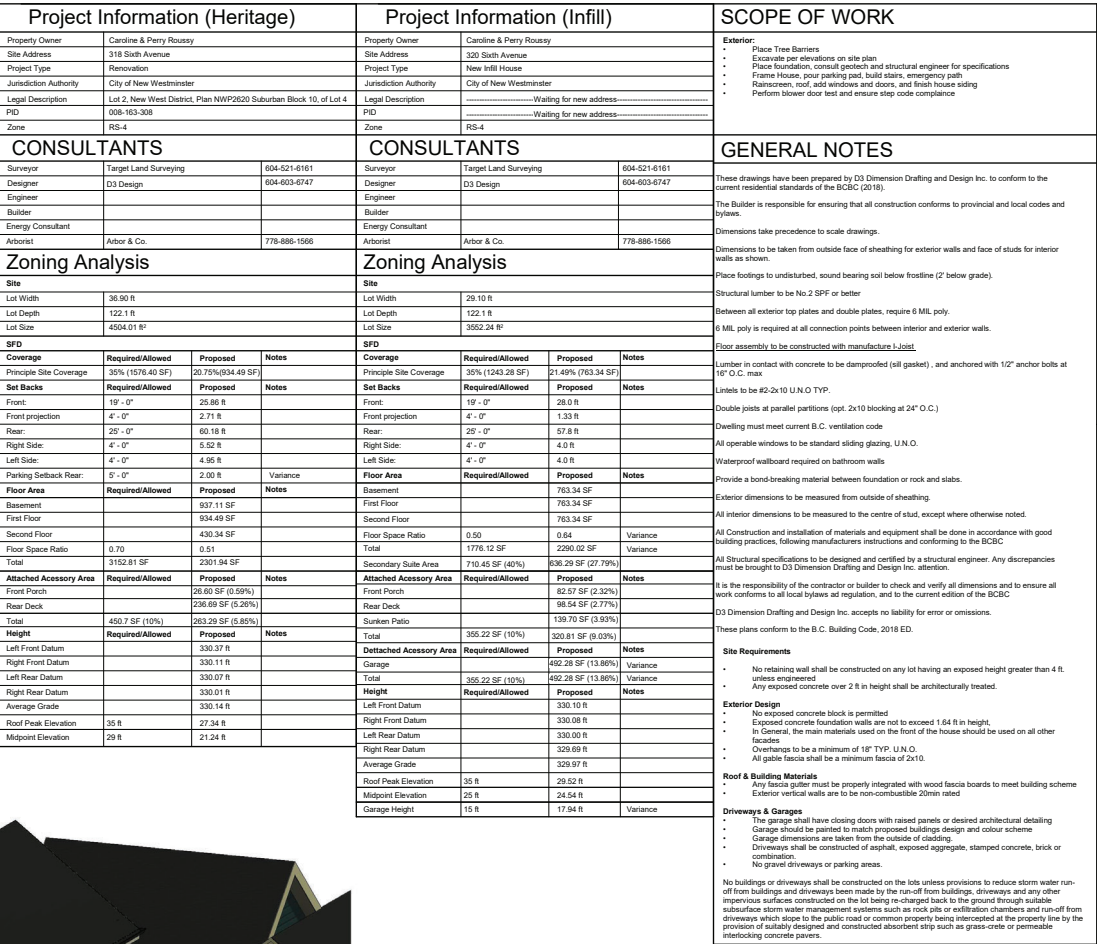 Project Information (Heritage)
Property Owner Caroline & Perry Roussy
Site Address 318 Sixth Avenue
Project Type Renovation
Jurisdiction Authority City of New Westminster
Legal Description Lot 2, New West District, Plan NWP2620 Suburban Block 10, of Lot 4
PID 008-163-308
Zone RS-4
CONSULTANTS
Surveyor Target Land Surveying 604-521-6161
Designer D3 Design 604-603-6747
Engineer
Builder
Energy Consultant
Arborist Arbor & Co. 778-886-1566
Zoning Analysis
Site
Lot Width 36.90 ft
Lot Depth 122.1 ft
Lot Size 4504.01 ft²
SFD
Coverage Required/Allowed Proposed Notes
Principle Site Coverage 35% (1576.40 SF) 20.75%(934.49 SF)
Set Backs Required/Allowed Proposed Notes
Front: 19' - 0" 25.86 ft
Front projection 4' - 0" 2.71 ft
Rear: 25' - 0" 60.18 ft
Right Side: 4' - 0" 5.52 ft
Left Side: 4' - 0" 4.95 ft
Parking Setback Rear: 5' - 0" 2.00 ft Variance
Floor Area Required/Allowed Proposed Notes
Basement 937.11 SF
First Floor 934.49 SF
Second Floor 430.34 SF
Floor Space Ratio 0.70 0.51
Total 3152.81 SF 2301.94 SF
Attached Acessory Area Required/Allowed Proposed Notes
Front Porch 26.60 SF (0.59%)
Rear Deck 236.69 SF (5.26%)
Total 450.7 SF (10%) 263.29 SF (5.85%)
Height Required/Allowed Proposed Notes
Left Front Datum 330.37 ft
Right Front Datum 330.11 ft
Left Rear Datum 330.07 ft
Right Rear Datum 330.01 ft
Average Grade 330.14 ft
Roof Peak Elevation 35 ft 27.34 ft
Midpoint Elevation 29 ft 21.24 ft
Project Information (Infill)
Property Owner Caroline & Perry Roussy
Site Address 320 Sixth Avenue
Project Type New Infill House
Jurisdiction Authority City of New Westminster
Legal Description -------------------------Waiting for new address----------------------------------
PID -------------------------Waiting for new address----------------------------------
Zone RS-4
CONSULTANTS
Surveyor Target Land Surveying 604-521-6161
Designer D3 Design 604-603-6747
Engineer
Builder
Energy Consultant
Arborist Arbor & Co. 778-886-1566
Zoning Analysis
Site
Lot Width 29.10 ft
Lot Depth 122.1 ft
Lot Size 3552.24 ft²
SFD
Coverage Required/Allowed Proposed Notes
Principle Site Coverage 35% (1243.28 SF) 21.49% (763.34 SF)
Set Backs Required/Allowed Proposed Notes
Front: 19' - 0" 28.0 ft
Front projection 4' - 0" 1.33 ft
Rear: 25' - 0" 57.8 ft
Right Side: 4' - 0" 4.0 ft
Left Side: 4' - 0" 4.0 ft
Floor Area Required/Allowed Proposed Notes
Basement 763.34 SF
First Floor 763.34 SF
Second Floor 763.34 SF
Floor Space Ratio 0.50 0.64 Variance
Total 1776.12 SF 2290.02 SF Variance
Secondary Suite Area 710.45 SF (40%) 636.29 SF (27.79%)
Attached Acessory Area Required/Allowed Proposed Notes
Front Porch 82.57 SF (2.32%)
Rear Deck 98.54 SF (2.77%)
Sunken Patio 139.70 SF (3.93%)
Total 355.22 SF (10%) 320.81 SF (9.03%)
Dettached Acessory Area Required/Allowed Proposed Notes
Garage 492.28 SF (13.86%) Variance
Total 355.22 SF (10%) 492.28 SF (13.86%) Variance
Height Required/Allowed Proposed Notes
Left Front Datum 330.10 ft
Right Front Datum 330.08 ft
Left Rear Datum 330.00 ft
Right Rear Datum 329.69 ft
Average Grade 329.97 ft
Roof Peak Elevation 35 ft 29.52 ft
Midpoint Elevation 25 ft 24.54 ft
Garage Height 15 ft 17.94 ft Variance
SCOPE OF WORK
Exterior:
• Place Tree Barriers
• Excavate per elevations on site plan
• Place foundation, consult geotech and structural engineer for specifications
• Frame House, pour parking pad, build stairs, emergency path
• Rainscreen, roof, add windows and doors, and finish house siding
• Perform blower door test and ensure step code complaince
GENERAL NOTES
These drawings have been prepared by D3 Dimension Drafting and Design Inc. to conform to the
current residential standards of the BCBC (2018).
The Builder is responsible for ensuring that all construction conforms to provincial and local codes and
bylaws.
Dimensions take precedence to scale drawings.
Dimensions to be taken from outside face of sheathing for exterior walls and face of studs for interior
walls as shown.
Place footings to undisturbed, sound bearing soil below frostline (2' below grade).
Structural lumber to be No.2 SPF or better
Between all exterior top plates and double plates, require 6 MIL poly.
6 MIL poly is required at all connection points between interior and exterior walls.
Floor assembly to be constructed with manufacture I-Joist
Lumber in contact with concrete to be dampproofed (sill gasket) , and anchored with 1/2" anchor bolts at
16" O.C. max
Lintels to be #2-2x10 U.N.O TYP.
Double joists at parallel partitions (opt. 2x10 blocking at 24" O.C.)
Dwelling must meet current B.C. ventilation code
All operable windows to be standard sliding glazing, U.N.O.
Waterproof wallboard required on bathroom walls
Provide a bond-breaking material between foundation or rock and slabs.
Exterior dimensions to be measured from outside of sheathing.
All interior dimensions to be measured to the centre of stud, except where otherwise noted.
All Construction and installation of materials and equipment shall be done in accordance with good
building practices, following manufacturers instructions and conforming to the BCBC
All Structural specifications to be designed and certified by a structural engineer. Any discrepancies
must be brought to D3 Dimension Drafting and Design Inc. attention.
It is the responsibility of the contractor or builder to check and verify all dimensions and to ensure all
work conforms to all local bylaws ad regulation, and to the current edition of the BCBC
D3 Dimension Drafting and Design Inc. accepts no liability for error or omissions.
These plans conform to the B.C. Building Code, 2018 ED.
Site Requirements
• No retaining wall shall be constructed on any lot having an exposed height greater than 4 ft.
unless engineered
• Any exposed concrete over 2 ft in height shall be architecturally treated.
Exterior Design
• No exposed concrete block is permitted
• Exposed concrete foundation walls are not to exceed 1.64 ft in height,
• In General, the main materials used on the front of the house should be used on all other
facades
• Overhangs to be a minimum of 18" TYP. U.N.O.
• All gable fascia shall be a minimum fascia of 2x10.
Roof & Building Materials
• Any fascia gutter must be properly integrated with wood fascia boards to meet building scheme
• Exterior vertical walls are to be non-combustible 20min rated
Driveways & Garages
• The garage shall have closing doors with raised panels or desired architectural detailing
• Garage should be painted to match proposed buildings design and colour scheme
• Garage dimensions are taken from the outside of cladding.
• Driveways shall be constructed of asphalt, exposed aggregate, stamped concrete, brick or
combination.
• No gravel driveways or parking areas.
No buildings or driveways shall be constructed on the lots unless provisions to reduce storm water run-
off from buildings and driveways been made by the run-off from buildings, driveways and any other
impervious surfaces constructed on the lot being re-charged back to the ground through suitable
subsurface storm water management systems such as rock pits or exfiltration chambers and run-off from
driveways which slope to the public road or common property being intercepted at the property line by the
provision of suitably designed and constructed absorbent strip such as grass-crete or permeable
interlocking concrete pavers.